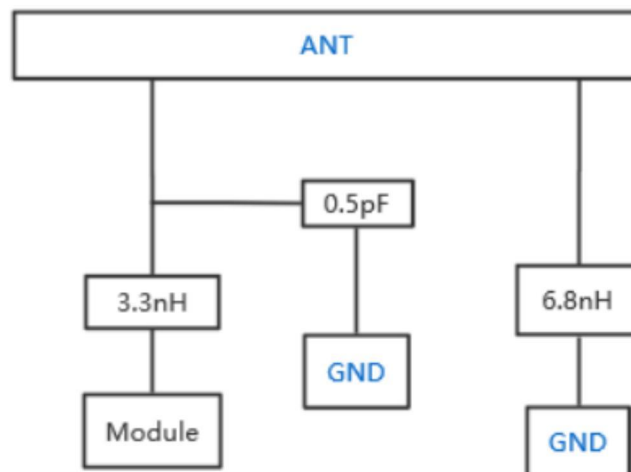 ANT
0.5pF
3.3nH
6.8nH
GND
Module
GND